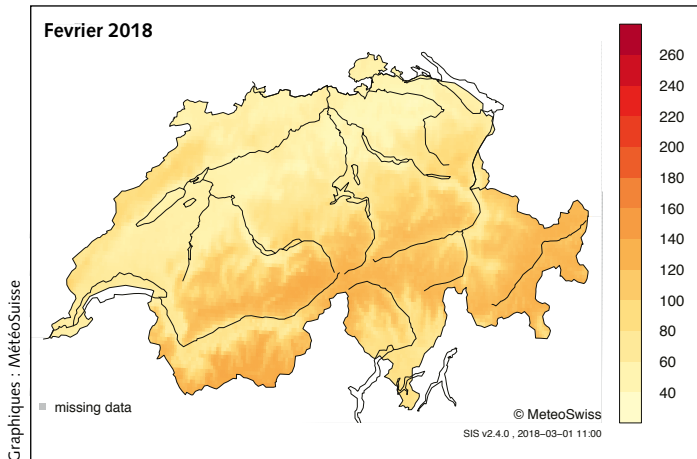 Fevrier 2018
260
240
220
200
180
160
140
120
100
80
60
40
missing data
© MeteoSwiss
SIS v2.4.0 , 2018–03–01 11:00
Graphiques : MétéoSuisse